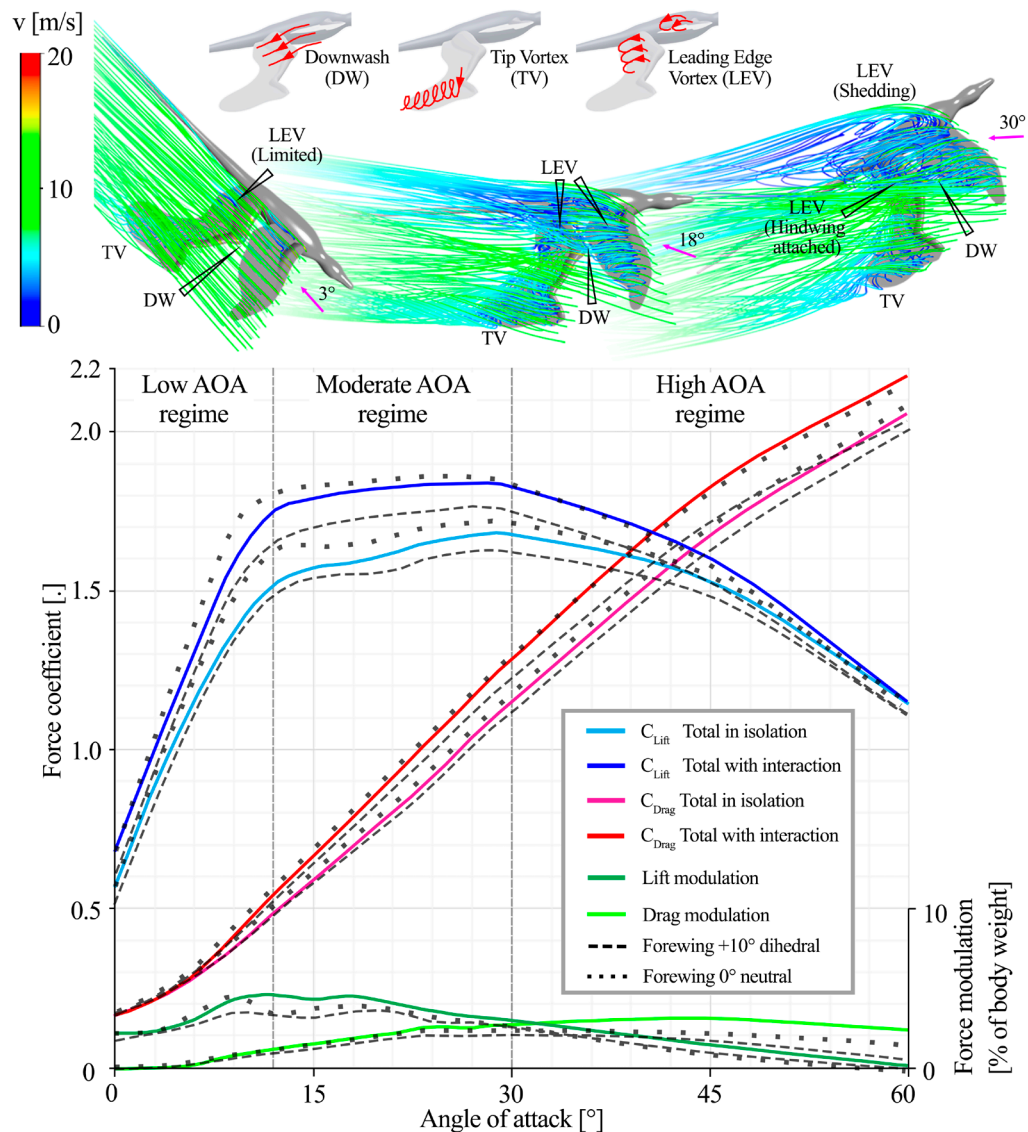 v [m/s]
20
10
0
Downwash
(DW)
Tip Vortex
(TV)
Leading Edge
Vortex (LEV)
LEV
(Limited)
TV
DW
3°
LEV
18°
DW
TV
LEV
(Shedding)
30°
LEV
(Hindwing
attached)
DW
TV
Low AOA
regime
Moderate AOA
regime
High AOA
regime
2.2
2.0
1.5
1.0
0.5
0
Force coefficient [.]
C_Lift Total in isolation
C_Lift Total with interaction
C_Drag Total in isolation
C_Drag Total with interaction
Lift modulation
Drag modulation
Forewing +10° dihedral
Forewing 0° neutral
10
0
Force modulation
[% of body weight]
0
15
30
45
60
Angle of attack [°]